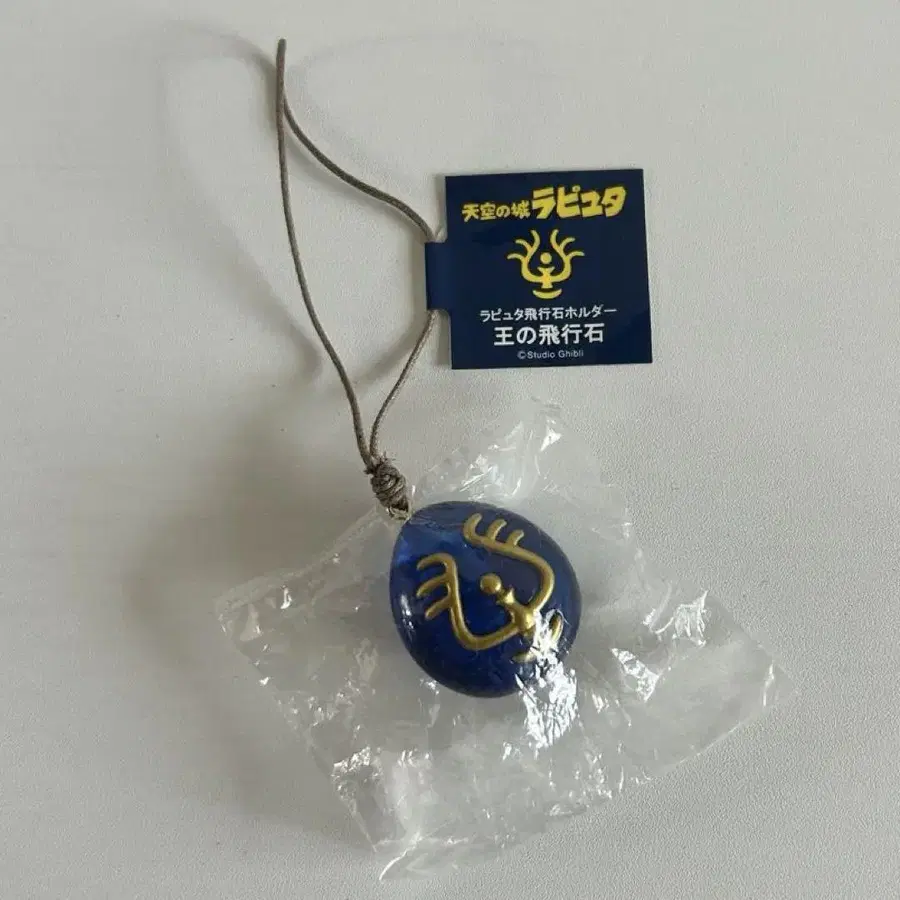 天空の城ラピュタ
ラピュタ飛行石ホルダー
王の飛行石
©Studio Ghibli